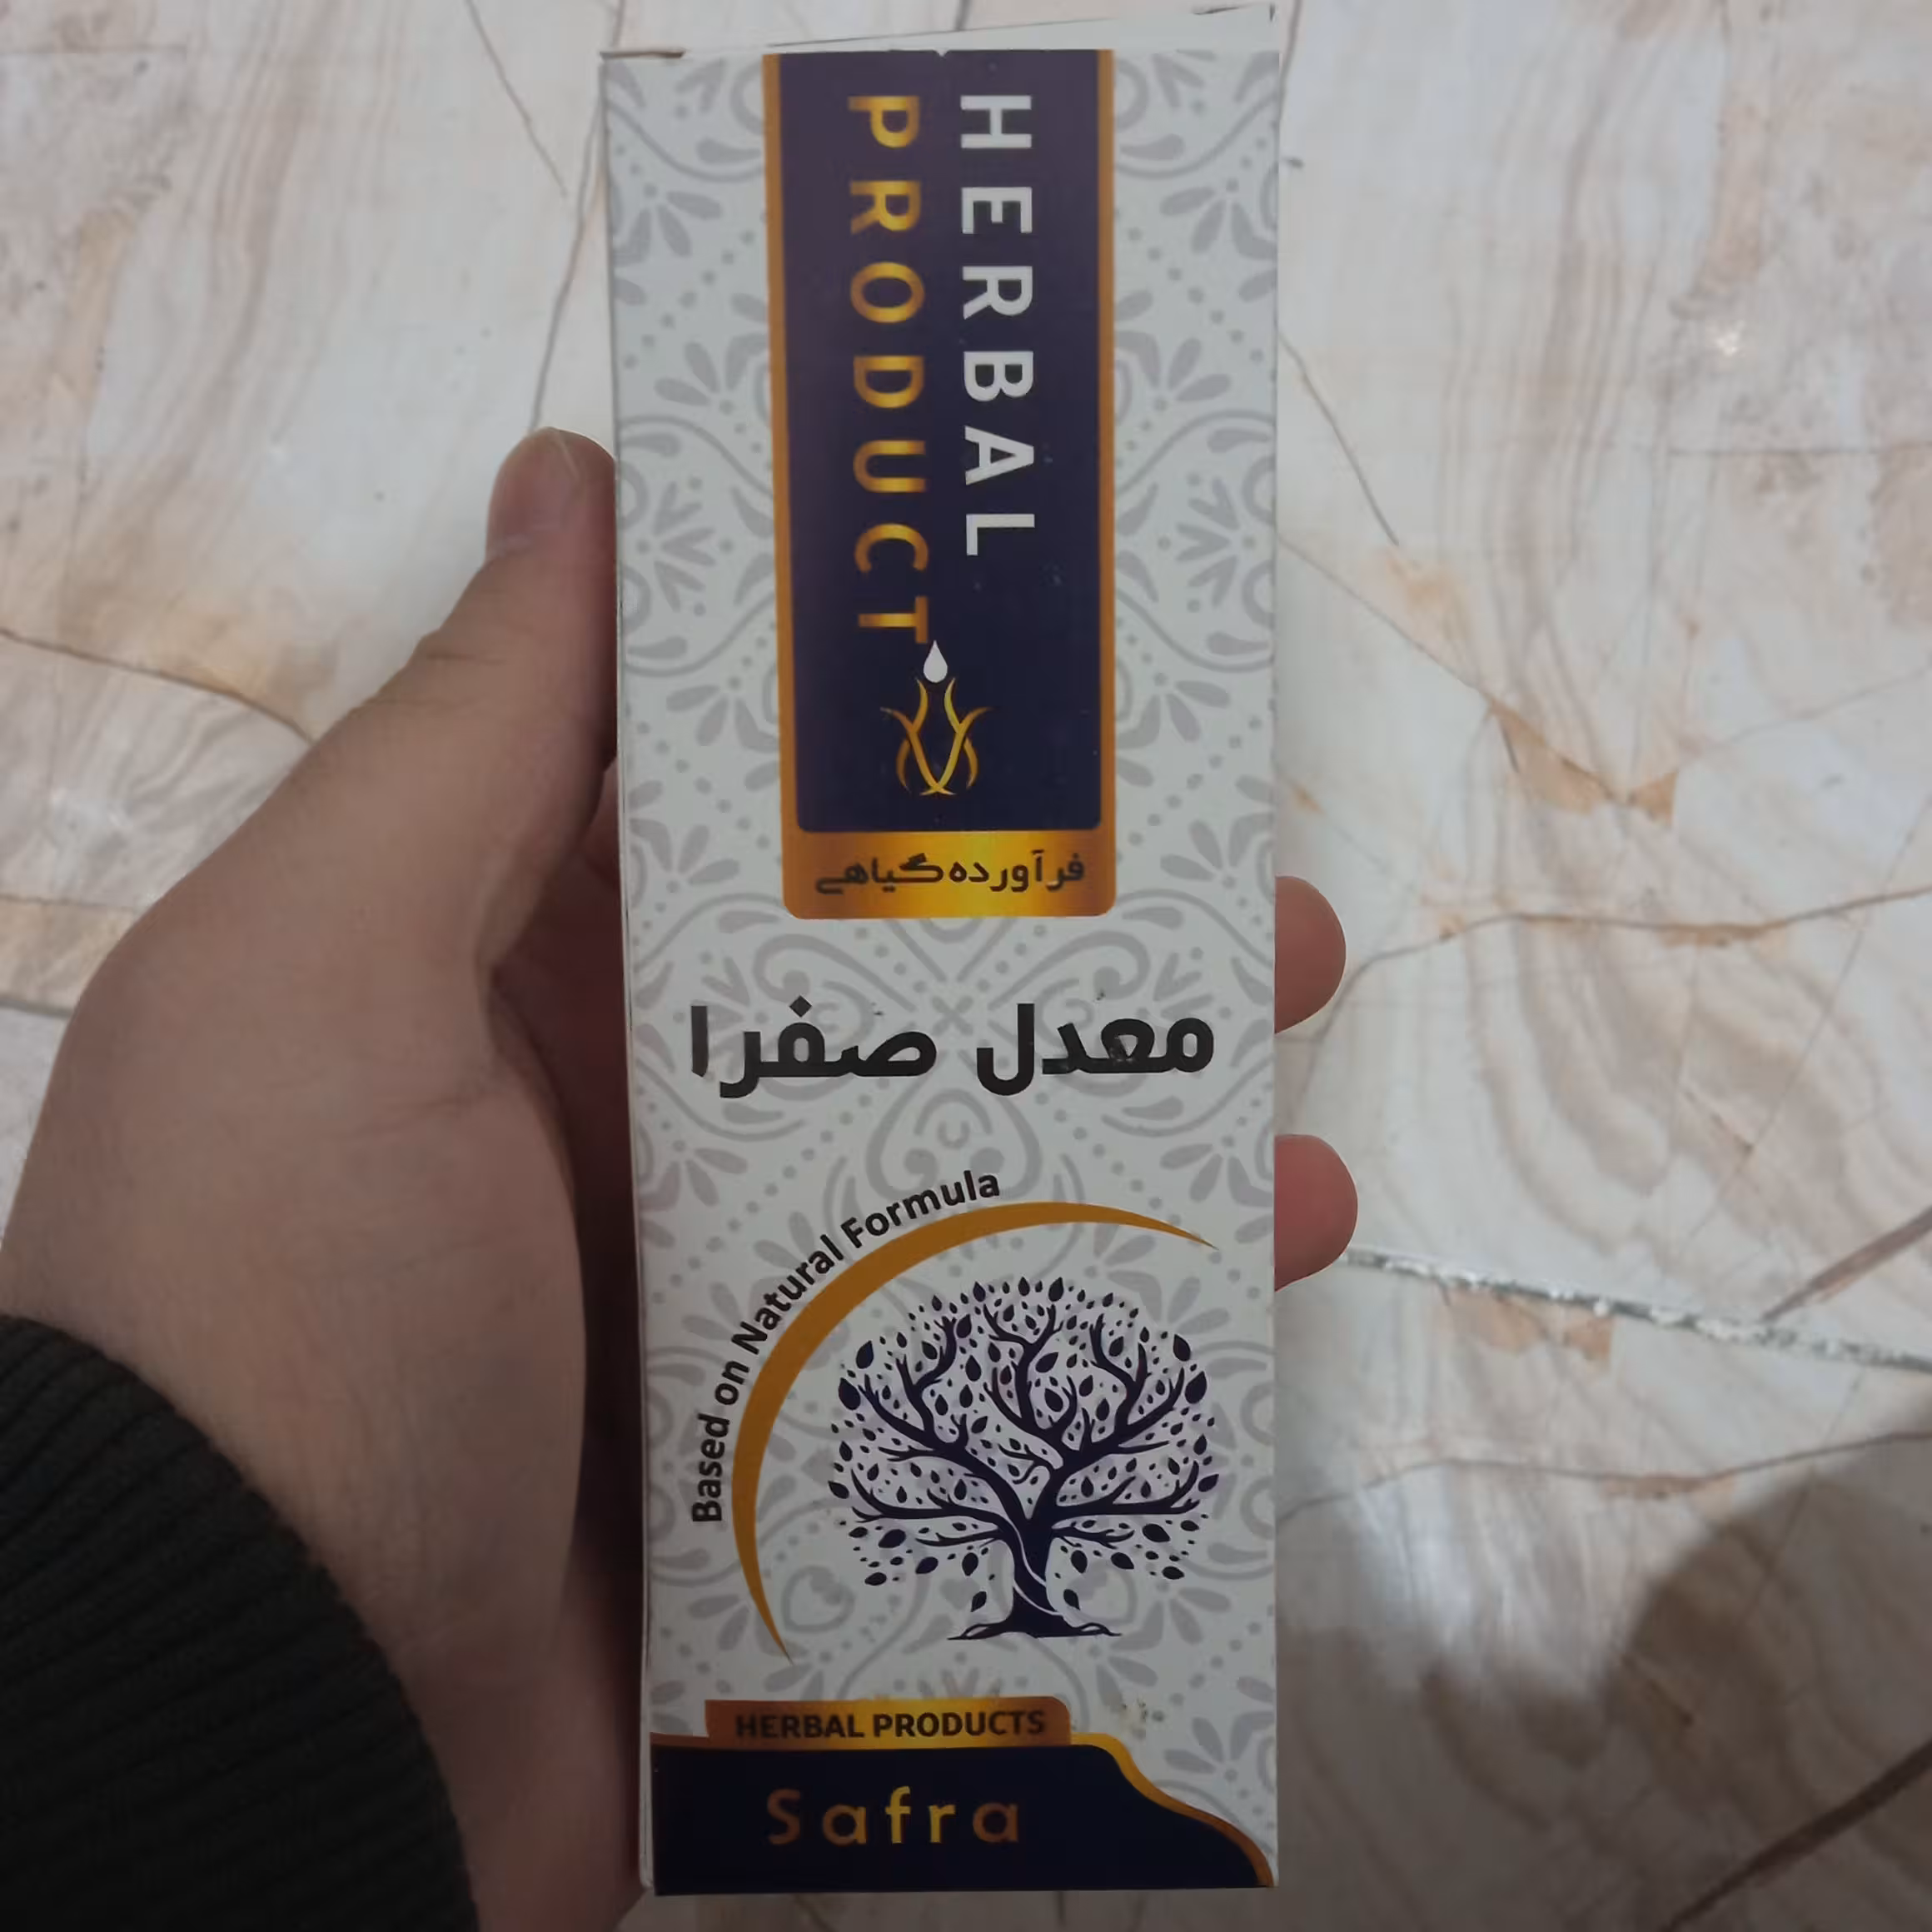 HERBAL
PRODUCT
فرآورده گیاهی
معدل صفرا
Based on Natural Formula
HERBAL PRODUCTS
Safra